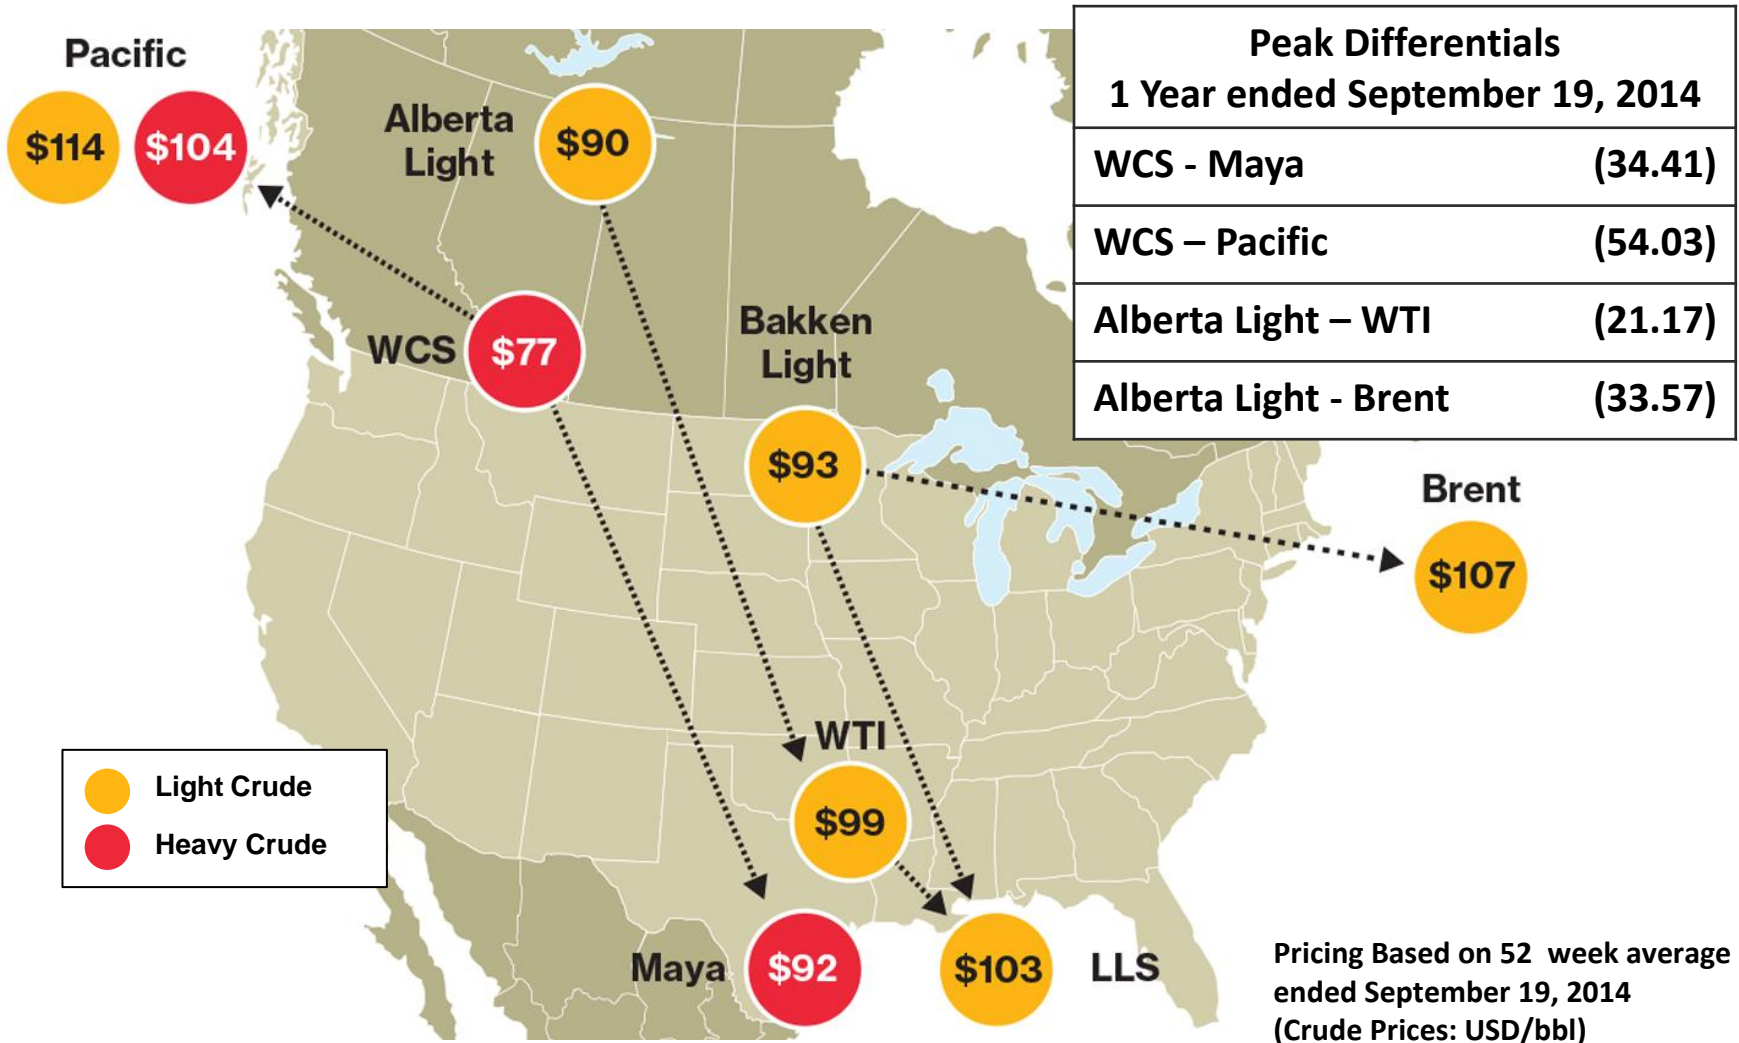 Pacific
$114
$104
Alberta
Light
$90
Peak Differentials
1 Year ended September 19, 2014
WCS - Maya (34.41)
WCS – Pacific (54.03)
Alberta Light – WTI (21.17)
Alberta Light - Brent (33.57)
WCS
$77
Bakken
Light
$93
Brent
$107
WTI
$99
Light Crude
Heavy Crude
Maya
$92
$103
LLS
Pricing Based on 52 week average
ended September 19, 2014
(Crude Prices: USD/bbl)